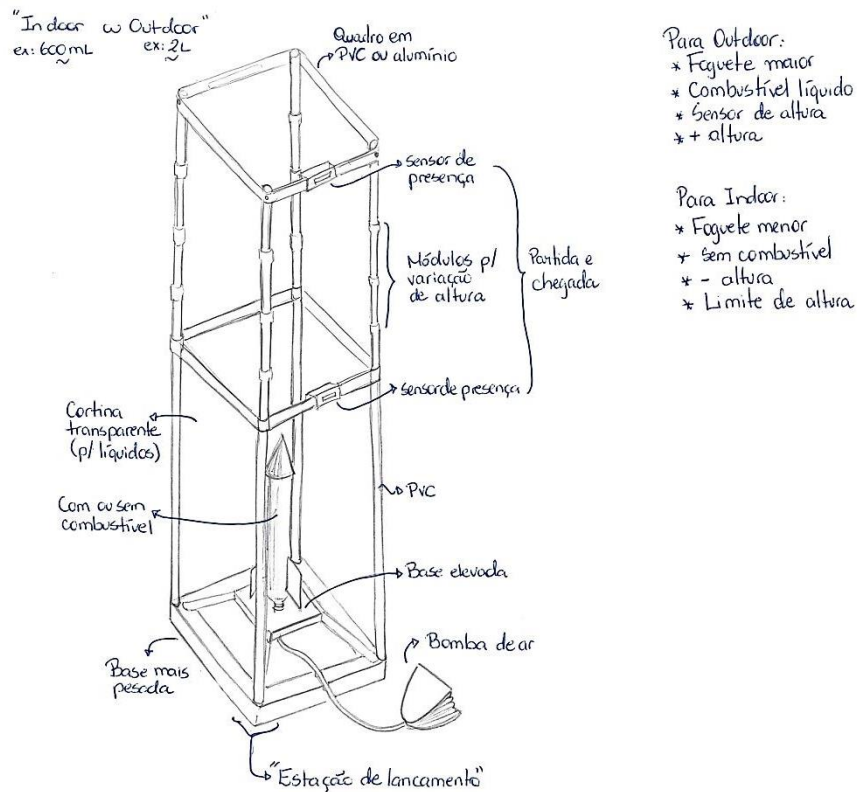 "Indoor w Outdoor"
ex: 600mL ex: 2L
Quadro em
PVC ou alumínio
sensor de
presença
Módulos p/
variação
de altura
Partida e
chegada
sensor de presença
Cortina
transparente
(p/ líquidos)
PVC
Com ou sem
combustível
Base elevada
Bomba de ar
Base mais
pesada
"Estação de lancamento"
Para Outdoor:
* Foguete maior
* Combustível líquido
* Sensor de altura
* + altura
Para Indoor:
* Foguete menor
* Sem combustível
* - altura
* Limite de altura